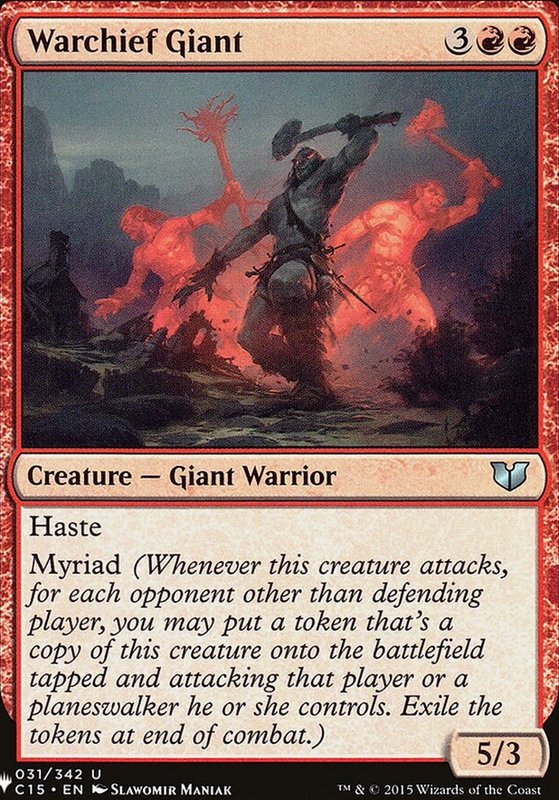 Warchief Giant 3
Creature — Giant Warrior
Haste
Myriad (Whenever this creature attacks,
for each opponent other than defending
player, you may put a token that's a
copy of this creature onto the battlefield
tapped and attacking that player or a
planeswalker he or she controls. Exile the
tokens at end of combat.)
5/3
031/342 U
C15 • EN Slawomir Maniak
™ & © 2015 Wizards of the Coast